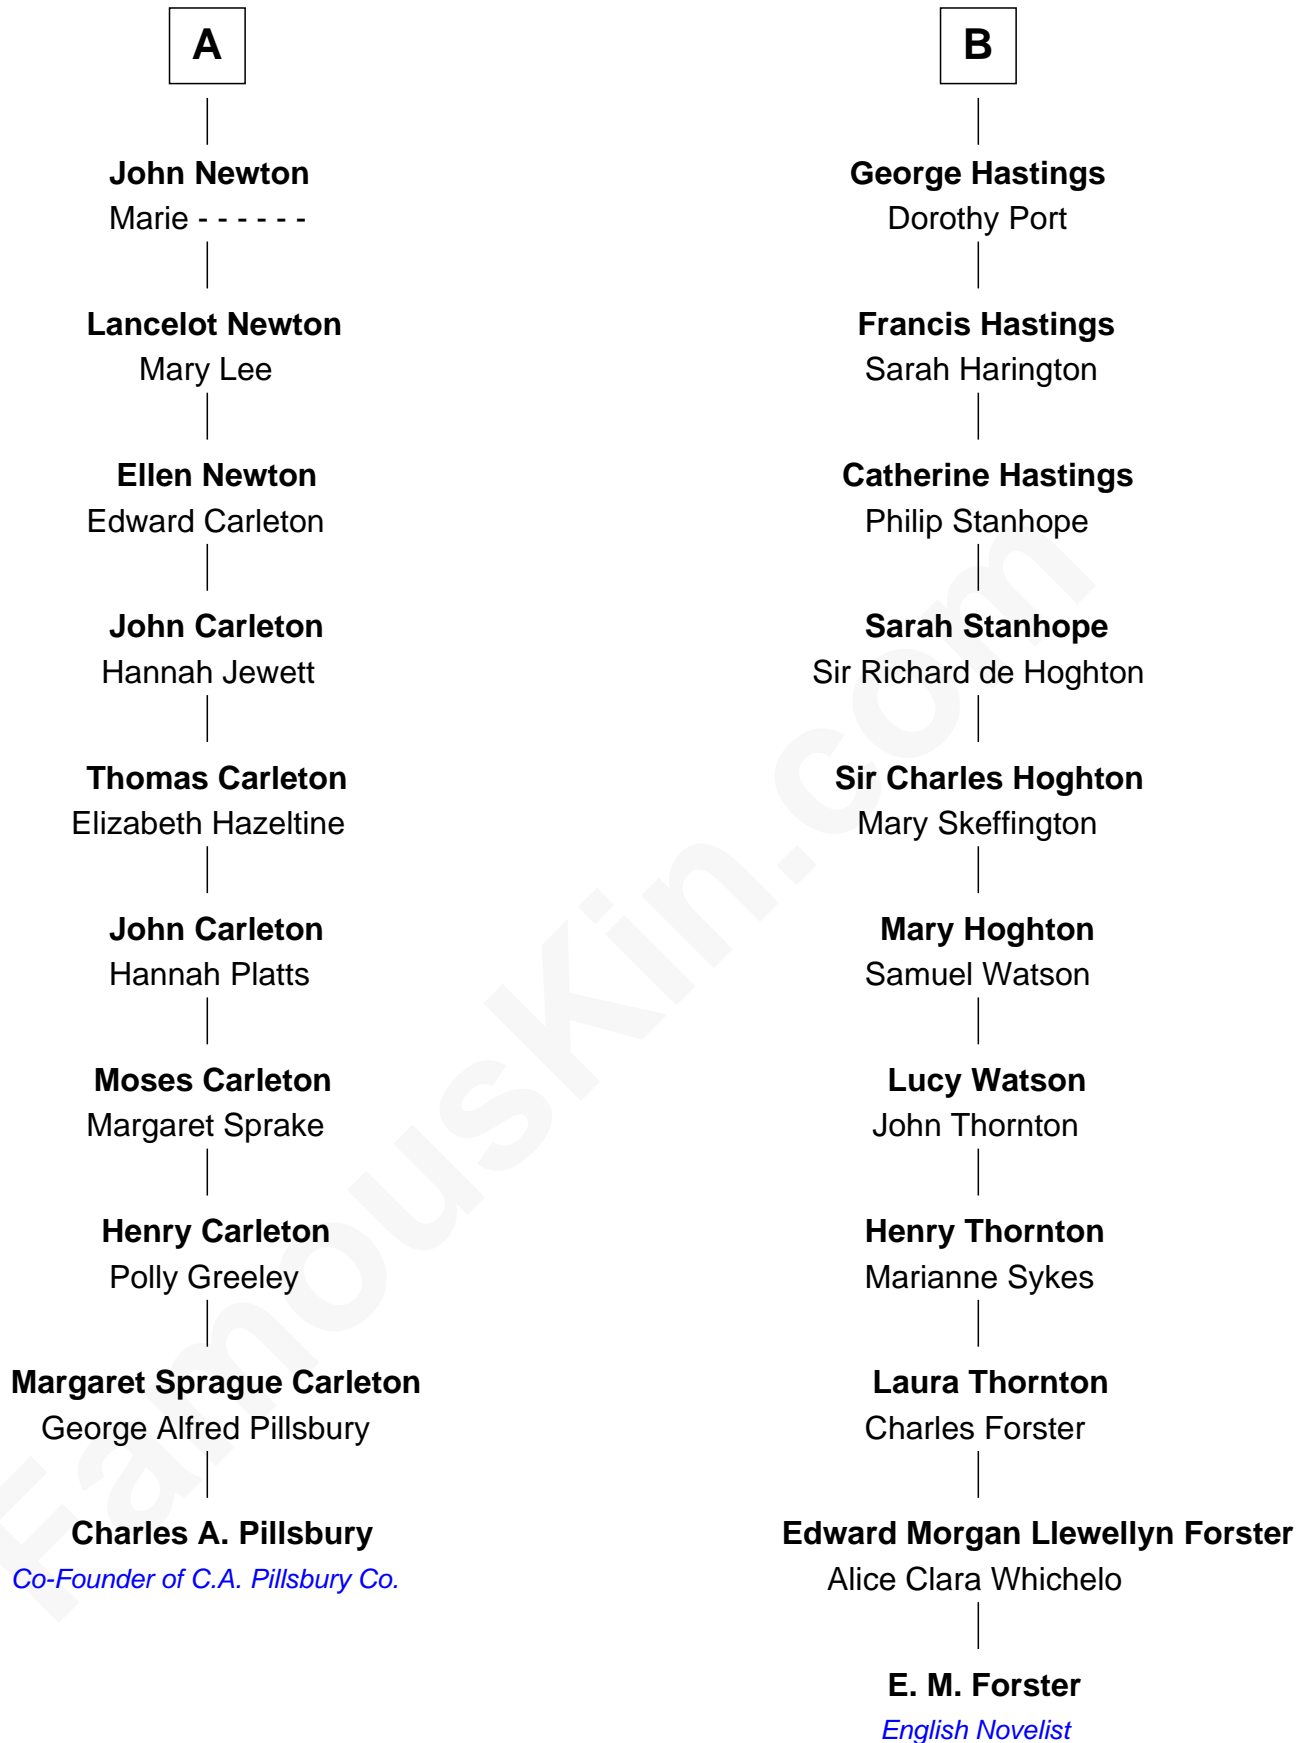 A
John Newton
Marie - - - - - -
Lancelot Newton
Mary Lee
Ellen Newton
Edward Carleton
John Carleton
Hannah Jewett
Thomas Carleton
Elizabeth Hazeltine
John Carleton
Hannah Platts
Moses Carleton
Margaret Sprake
Henry Carleton
Polly Greeley
Margaret Sprague Carleton
George Alfred Pillsbury
Charles A. Pillsbury
Co-Founder of C.A. Pillsbury Co.
B
George Hastings
Dorothy Port
Francis Hastings
Sarah Harington
Catherine Hastings
Philip Stanhope
Sarah Stanhope
Sir Richard de Hoghton
Sir Charles Hoghton
Mary Skeffington
Mary Hoghton
Samuel Watson
Lucy Watson
John Thornton
Henry Thornton
Marianne Sykes
Laura Thornton
Charles Forster
Edward Morgan Llewellyn Forster
Alice Clara Whichelo
E. M. Forster
English Novelist
FamousKin.com